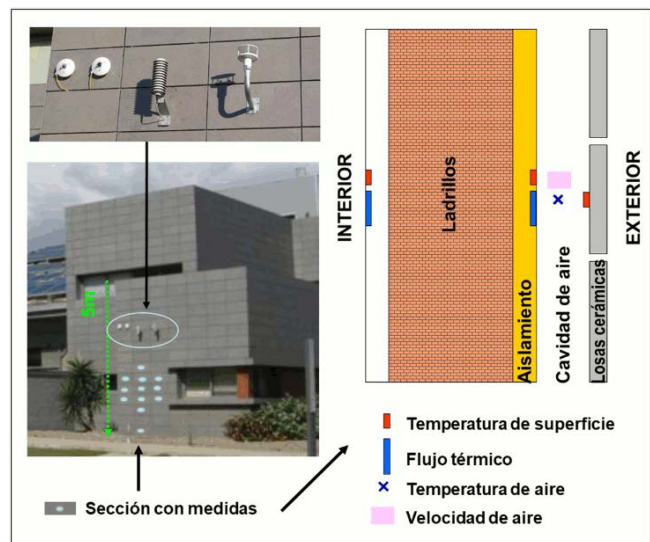 INTERIOR
Ladrillos
Aislamiento
Cavidad de aire
Losas cerámicas
EXTERIOR
5m
Temperatura de superficie
Flujo térmico
Temperatura de aire
Velocidad de aire
Sección con medidas